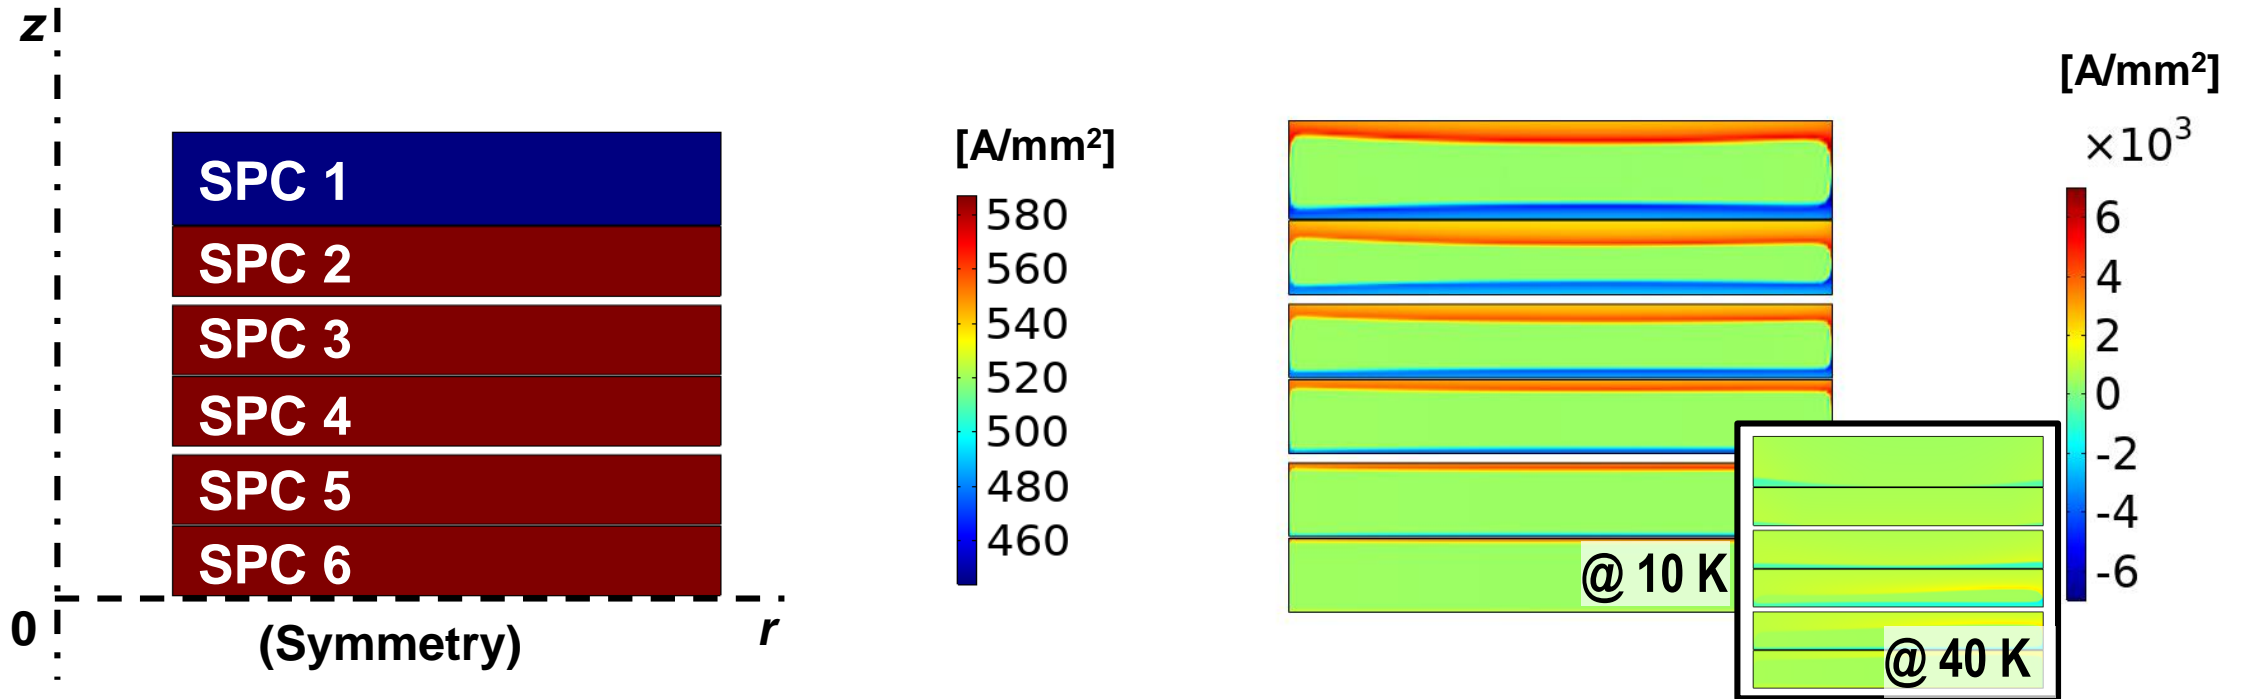 z
SPC 1
SPC 2
SPC 3
SPC 4
SPC 5
SPC 6
0
r
(Symmetry)
[A/mm²]
580
560
540
520
500
480
460
@ 10 K
@ 40 K
[A/mm²]
×10³
6
4
2
0
-2
-4
-6